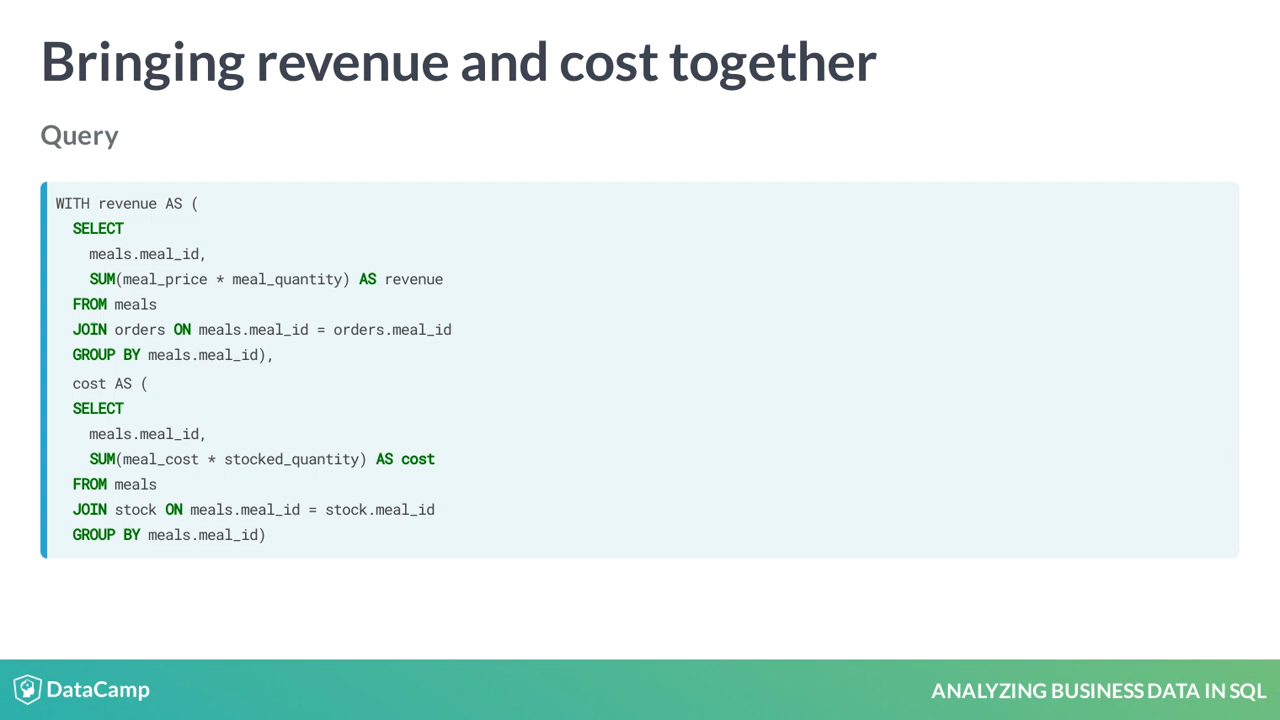 Bringing revenue and cost together
Query
WITH revenue AS (
SELECT
meals.meal_id,
SUM(meal_price * meal_quantity) AS revenue
FROM meals
JOIN orders ON meals.meal_id = orders.meal_id
GROUP BY meals.meal_id),
cost AS (
SELECT
meals.meal_id,
SUM(meal_cost * stocked_quantity) AS cost
FROM meals
JOIN stock ON meals.meal_id = stock.meal_id
GROUP BY meals.meal_id)
DataCamp
ANALYZING BUSINESS DATA IN SQL